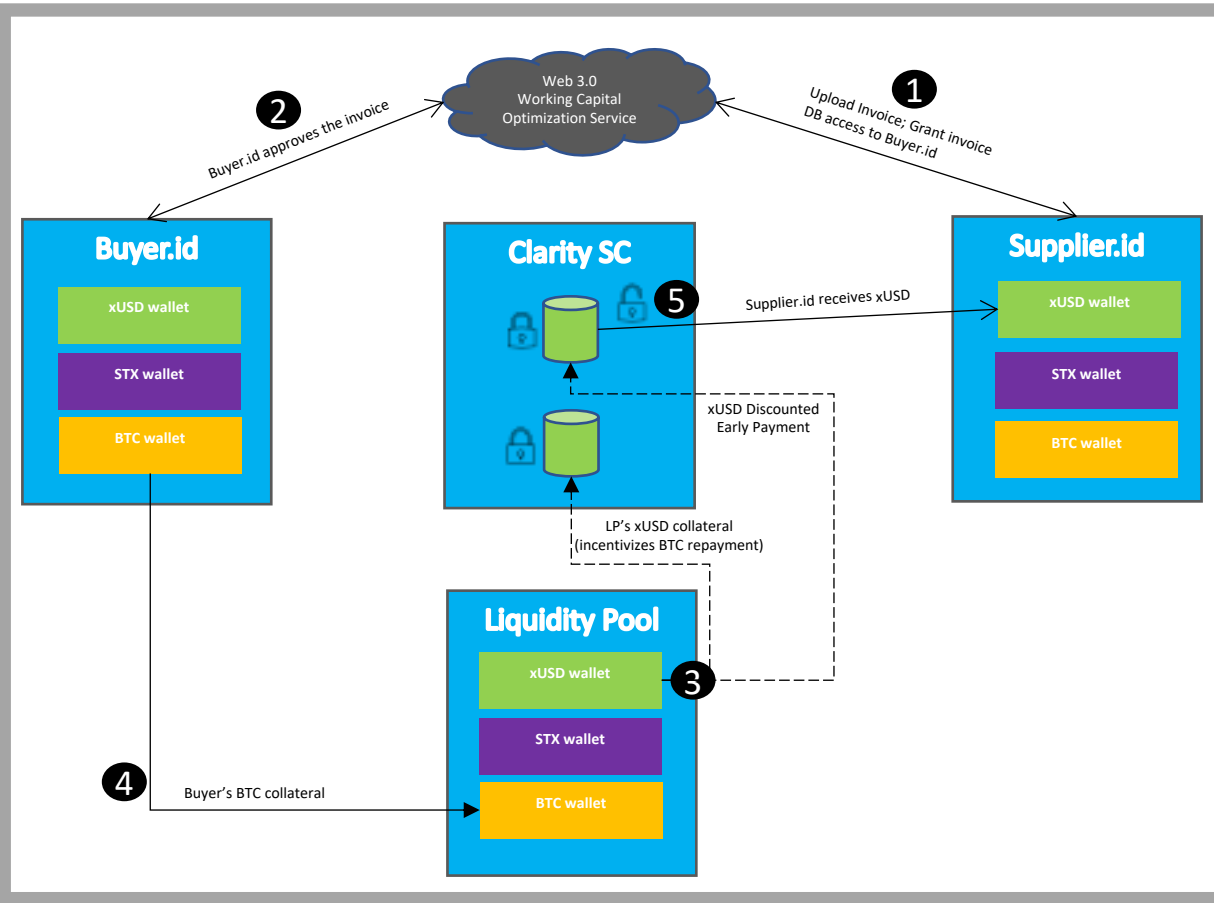 Web 3.0
Working Capital
Optimization Service
1
Upload Invoice; Grant invoice
DB access to Buyer.id
2
Buyer.id approves the invoice
Buyer.id
xUSD wallet
STX wallet
BTC wallet
Clarity SC
5
Supplier.id receives xUSD
Supplier.id
xUSD wallet
STX wallet
BTC wallet
xUSD Discounted
Early Payment
LP's xUSD collateral
(incentivizes BTC repayment)
Liquidity Pool
xUSD wallet
3
STX wallet
BTC wallet
4
Buyer's BTC collateral